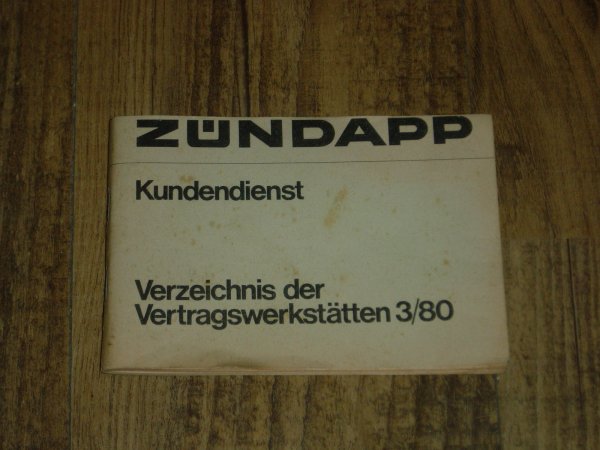 ZÜNDAPP
Kundendienst
Verzeichnis der
Vertragswerkstätten 3/80